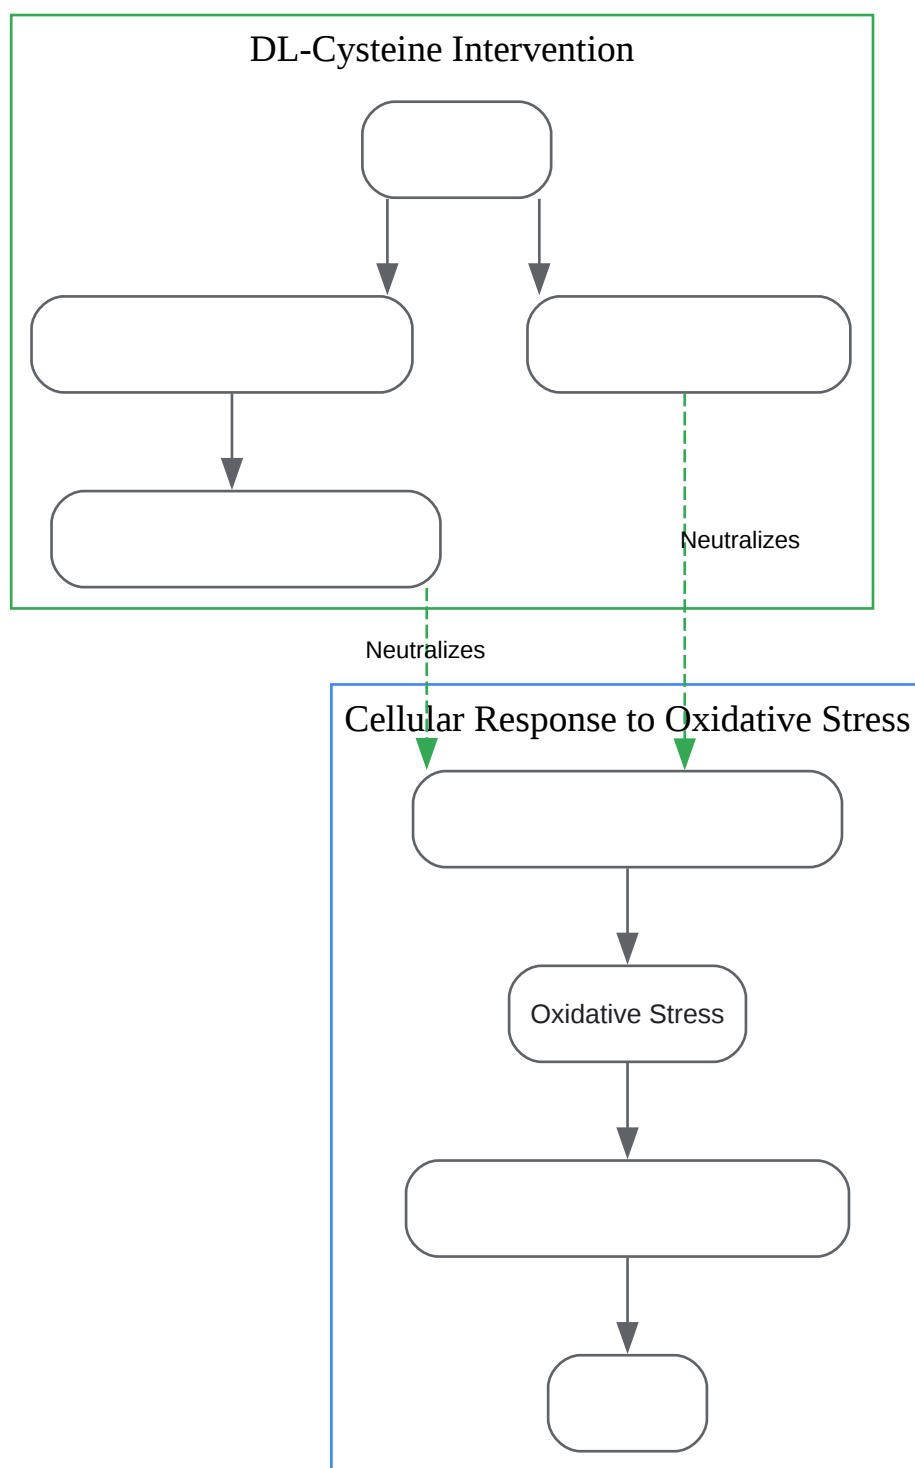 DL-Cysteine Intervention
Neutralizes
Neutralizes
Cellular Response to Oxidative Stress
Oxidative Stress